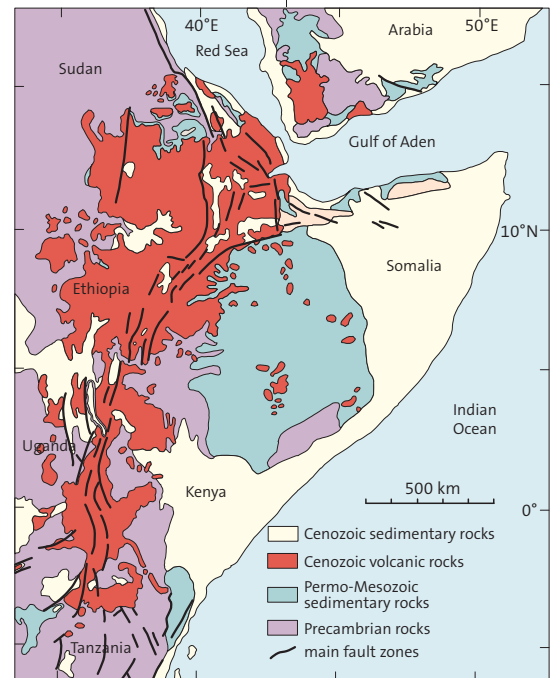 40°E
50°E
Arabia
Red Sea
Sudan
Gulf of Aden
10°N
Somalia
Ethiopia
Indian
Ocean
Uganda
Kenya
500 km
0°
Cenozoic sedimentary rocks
Cenozoic volcanic rocks
Permo-Mesozoic
sedimentary rocks
Precambrian rocks
main fault zones
Tanzania